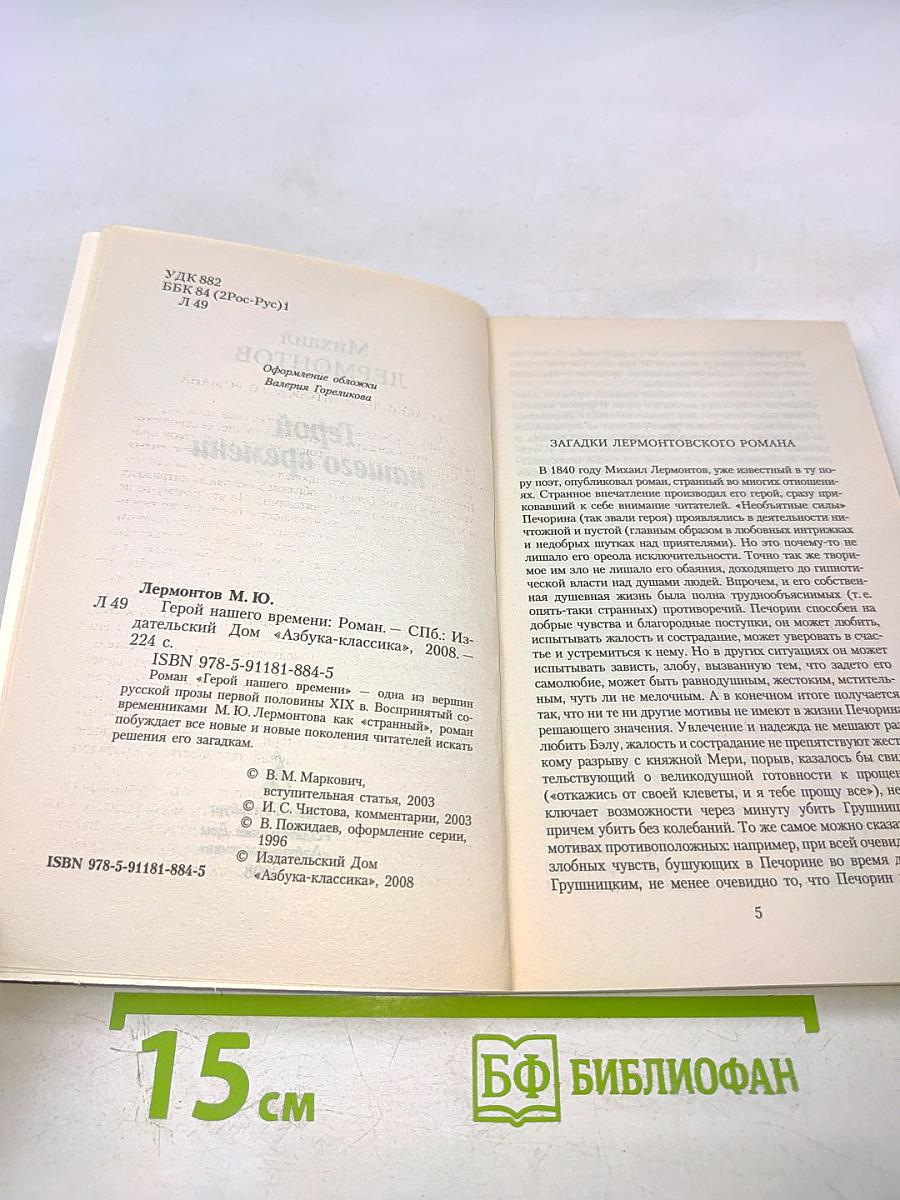 УДК 882
ББК 84 (2Рос-Рус)1
Л 49
Оформление обложки
Валерия Гореликова
Лермонтов М. Ю.
Л 49 Герой нашего времени: Роман. — СПб.: Из-
дательский Дом «Азбука-классика», 2008. —
224 с.
ISBN 978-5-91181-884-5
Роман «Герой нашего времени» — одна из вершин
русской прозы первой половины XIX в. Воспринятый со-
временниками М. Ю. Лермонтова как «странный», роман
побуждает все новые и новые поколения читателей искать
решения его загадкам.
© В. М. Маркович,
вступительная статья, 2003
© И. С. Чистова, комментарии, 2003
© В. Пожидаев, оформление серии,
1996
© Издательский Дом
«Азбука-классика», 2008
ISBN 978-5-91181-884-5
ЗАГАДКИ ЛЕРМОНТОВСКОГО РОМАНА
В 1840 году Михаил Лермонтов, уже известный в ту по-
ру поэт, опубликовал роман, странный во многих отношени-
ях. Странное впечатление производил его герой, сразу при-
ковавший к себе внимание читателей. «Необъятные силы»
Печорина (так звали героя) проявлялись в деятельности ни-
чтожной и пустой (главным образом в любовных интрижках
и недобрых шутках над приятелями). Но это почему-то не
лишало его ореола исключительности. Точно так же твори-
мое им зло не лишало его обаяния, доходящего до гипноти-
ческой власти над душами людей. Впрочем, и его собствен-
ная душевная жизнь была полна труднообъяснимых (т. е.
опять-таки странных) противоречий. Печорин способен на
добрые чувства и благородные поступки, он может любить,
испытывать жалость и сострадание, может уверовать в счас-
тье и устремиться к нему. Но в других ситуациях он может
испытывать зависть, злобу, вызванную тем, что задето его
самолюбие, может быть равнодушным, жестоким, мститель-
ным, чуть ли не мелочным. А в конечном итоге получается
так, что ни те ни другие мотивы не имеют в жизни Печорина
решающего значения. Увлечение и надежда не мешают раз
любить Бэлу, жалость и сострадание не препятствуют жест
кому разрыву с княжной Мери, порыв, казалось бы свид
тельствующий о великодушной готовности к прощен
(«откажись от своей клеветы, и я тебе прощу все»), не
ключает возможности через минуту убить Грушниц
причем убить без колебаний. То же самое можно сказат
мотивах противоположных: например, при всей очевид
злобных чувств, бушующих в Печорине во время д
Грушницким, не менее очевидно то, что Печорин
5
15 см
БФ БИБЛИОФАН